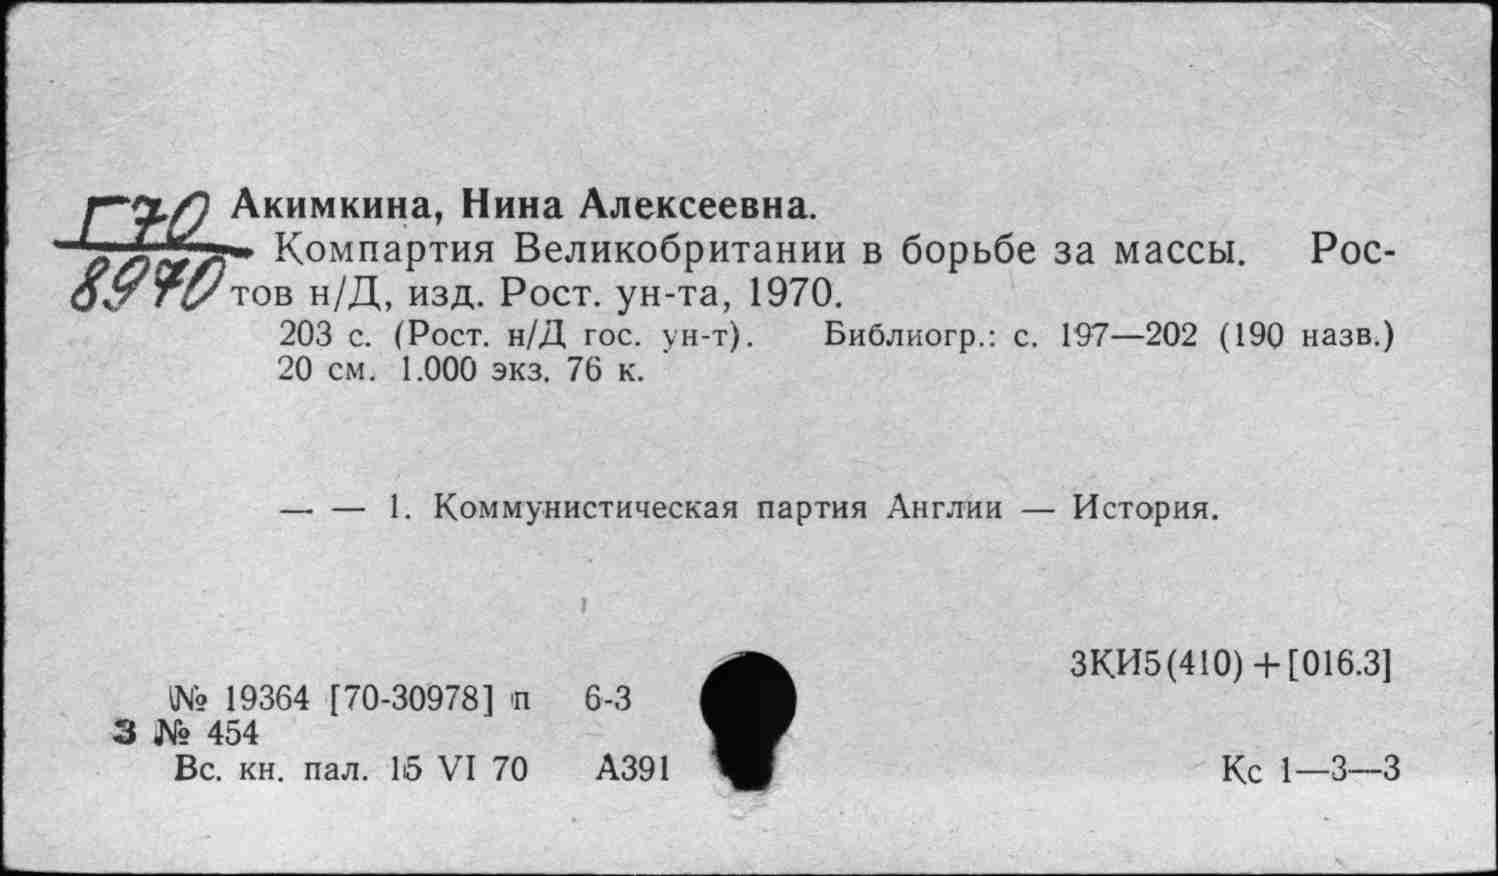 Г70
8970
Акимкина, Нина Алексеевна.
Компартия Великобритании в борьбе за массы. Рос-
тов н/Д, изд. Рост. ун-та, 1970.
203 с. (Рост. н/Д гос. ун-т). Библиогр.: с. 197—202 (190 назв.)
20 см. 1.000 экз. 76 к.
— — 1. Коммунистическая партия Англии — История.
3КИ5(410) + [016.3]
№ 19364 [70-30978] п 6-3
З № 454
Вс. кн. пал. 15 VI 70 А391
Кс 1—3—3